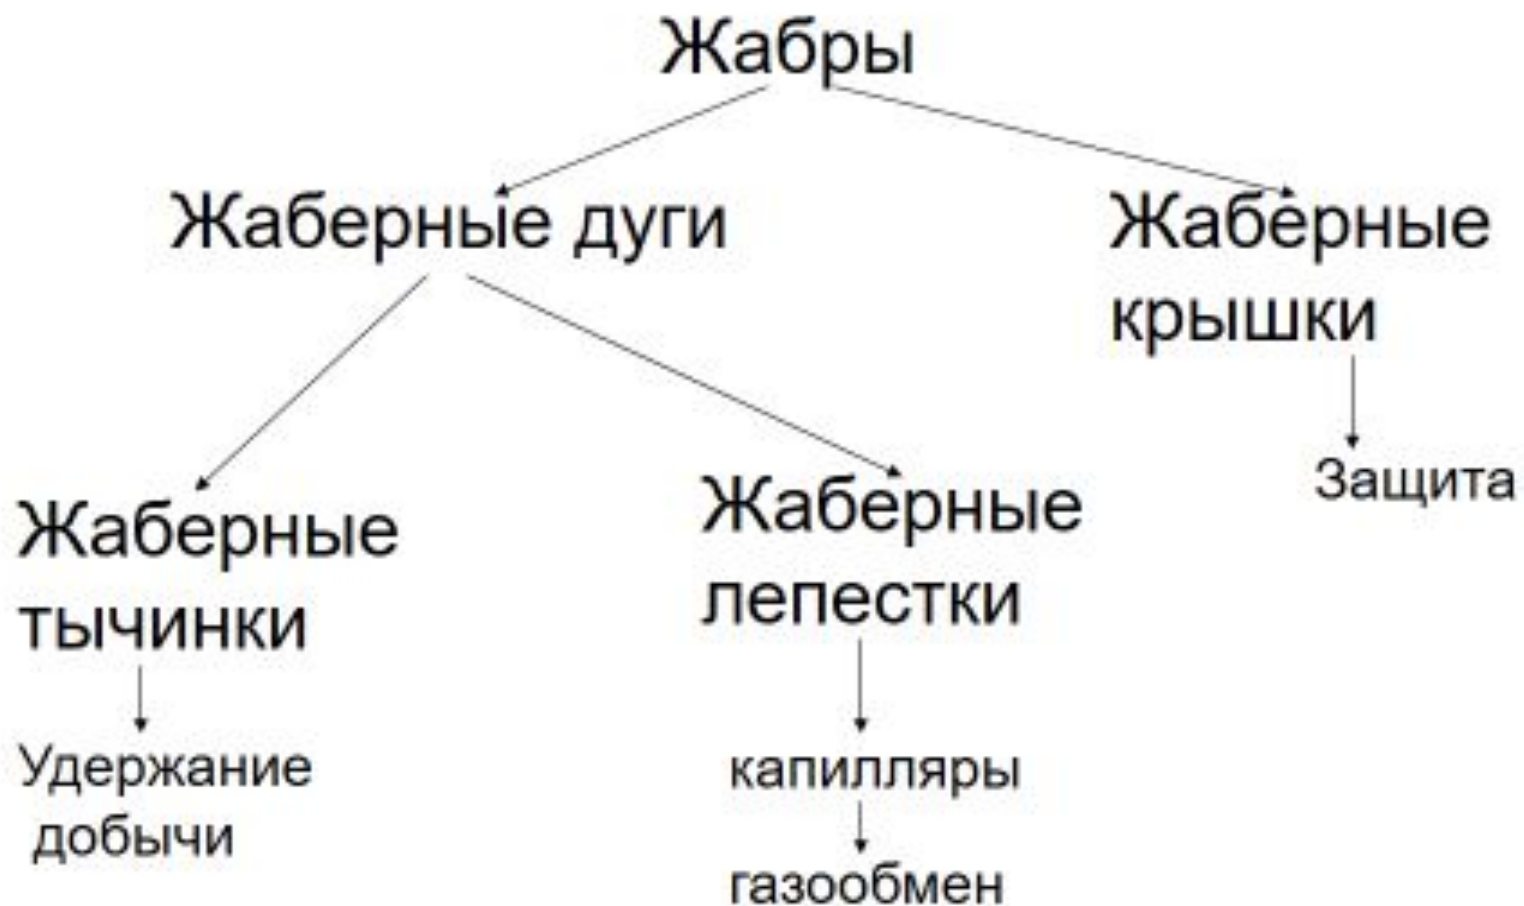 Жабры
Жаберные дуги
Жаберные
крышки
Защита
Жаберные
тычинки
Удержание
добычи
Жаберные
лепестки
капилляры
газообмен